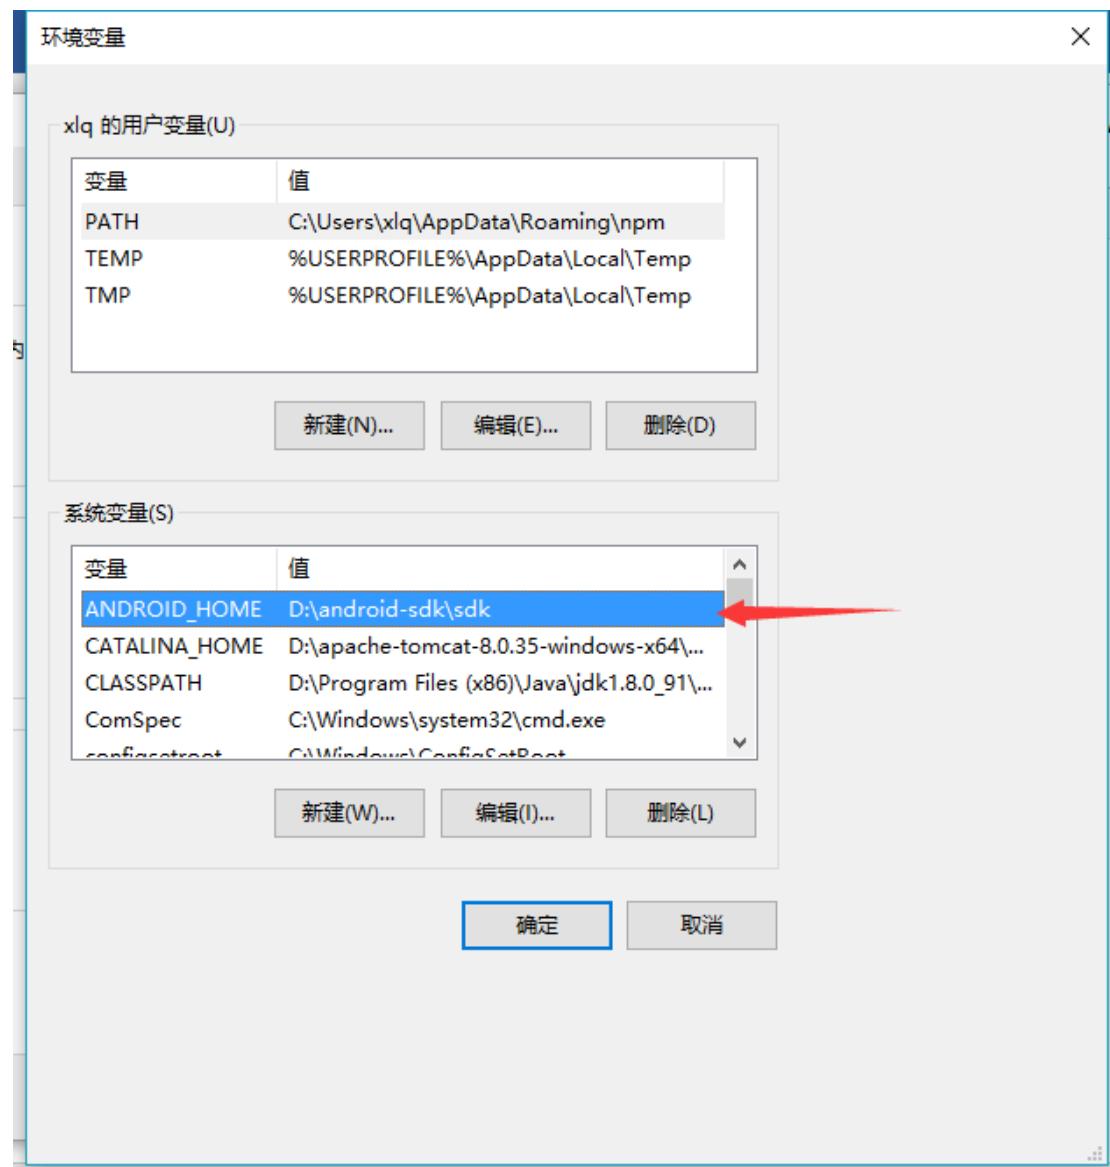 环境变量
xlq 的用户变量(U)
变量 值
PATH C:\Users\xlq\AppData\Roaming\npm
TEMP %USERPROFILE%\AppData\Local\Temp
TMP %USERPROFILE%\AppData\Local\Temp
内
新建(N)... 编辑(E)... 删除(D)
系统变量(S)
变量 值
ANDROID_HOME D:\android-sdk\sdk
CATALINA_HOME D:\apache-tomcat-8.0.35-windows-x64\...
CLASSPATH D:\Program Files (x86)\Java\jdk1.8.0_91\...
ComSpec C:\Windows\system32\cmd.exe
configsetroot C:\Windows\ConfigSetRoot
新建(W)... 编辑(I)... 删除(L)
确定 取消